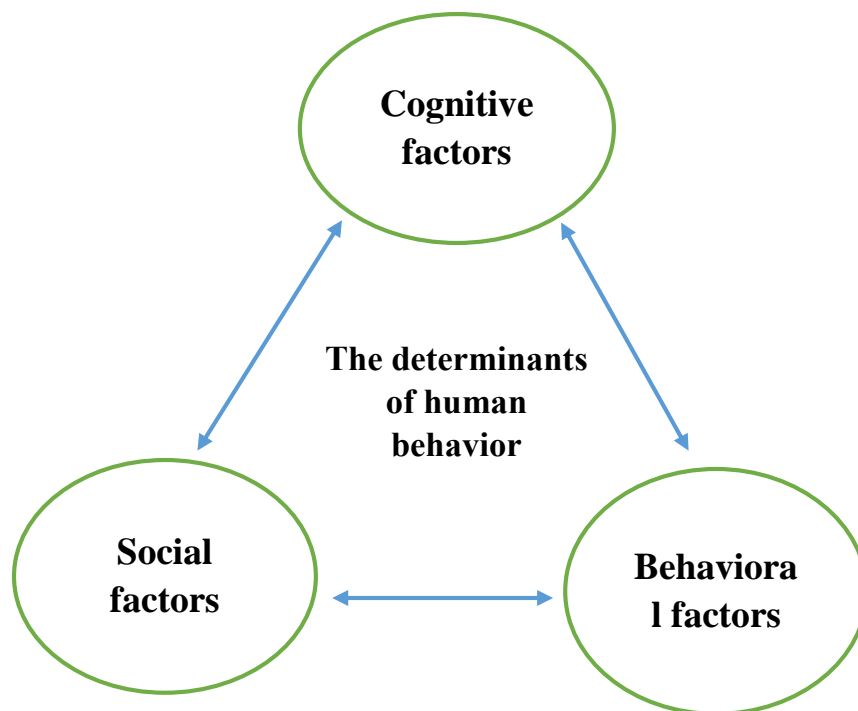 Cognitive
factors
The determinants
of human
behavior
Social
factors
Behaviora
l factors